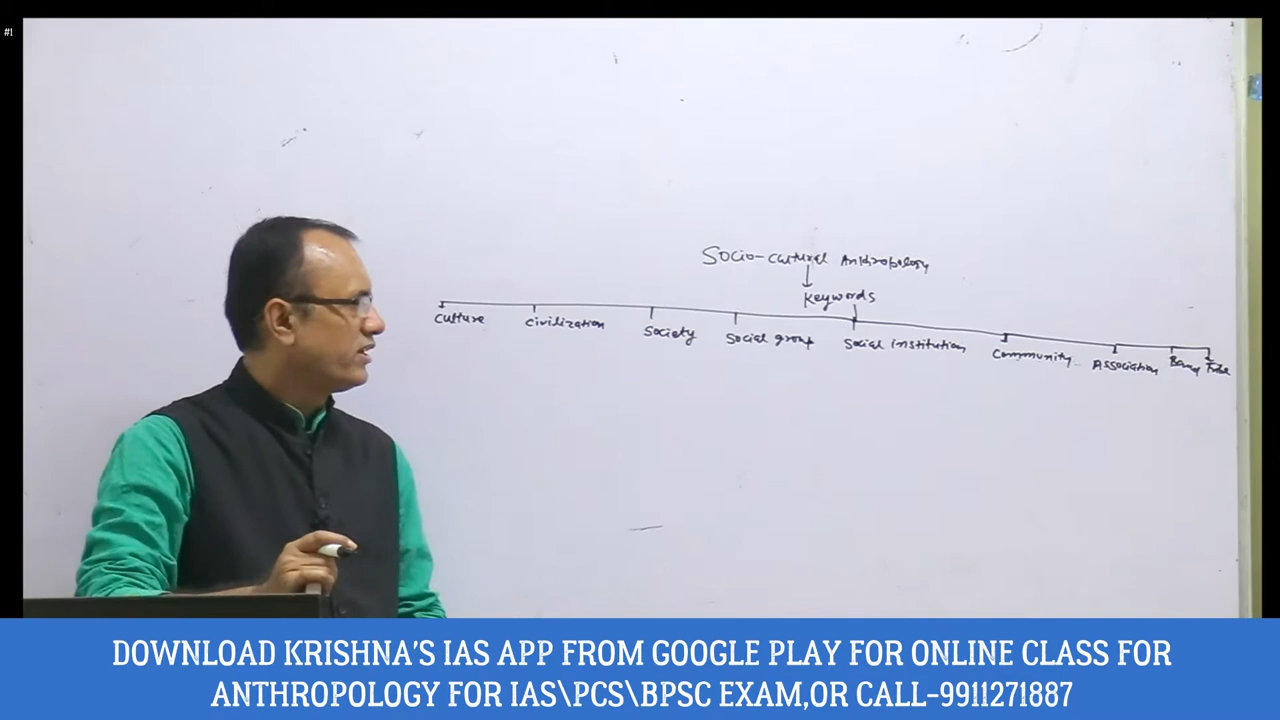 #1
Socio-cultural Anthropology
Keywords
culture civilization society social group social institution community Association Band Tribe
DOWNLOAD KRISHNA'S IAS APP FROM GOOGLE PLAY FOR ONLINE CLASS FOR
ANTHROPOLOGY FOR IAS\PCS\BPSC EXAM,OR CALL-9911271887